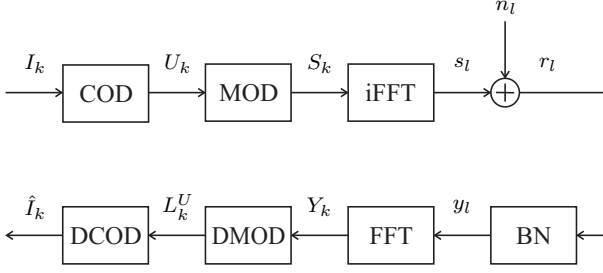 n_l
I_k U_k S_k s_l r_l
COD MOD iFFT +
Î_k L_k^U Y_k y_l
DCOD DMOD FFT BN